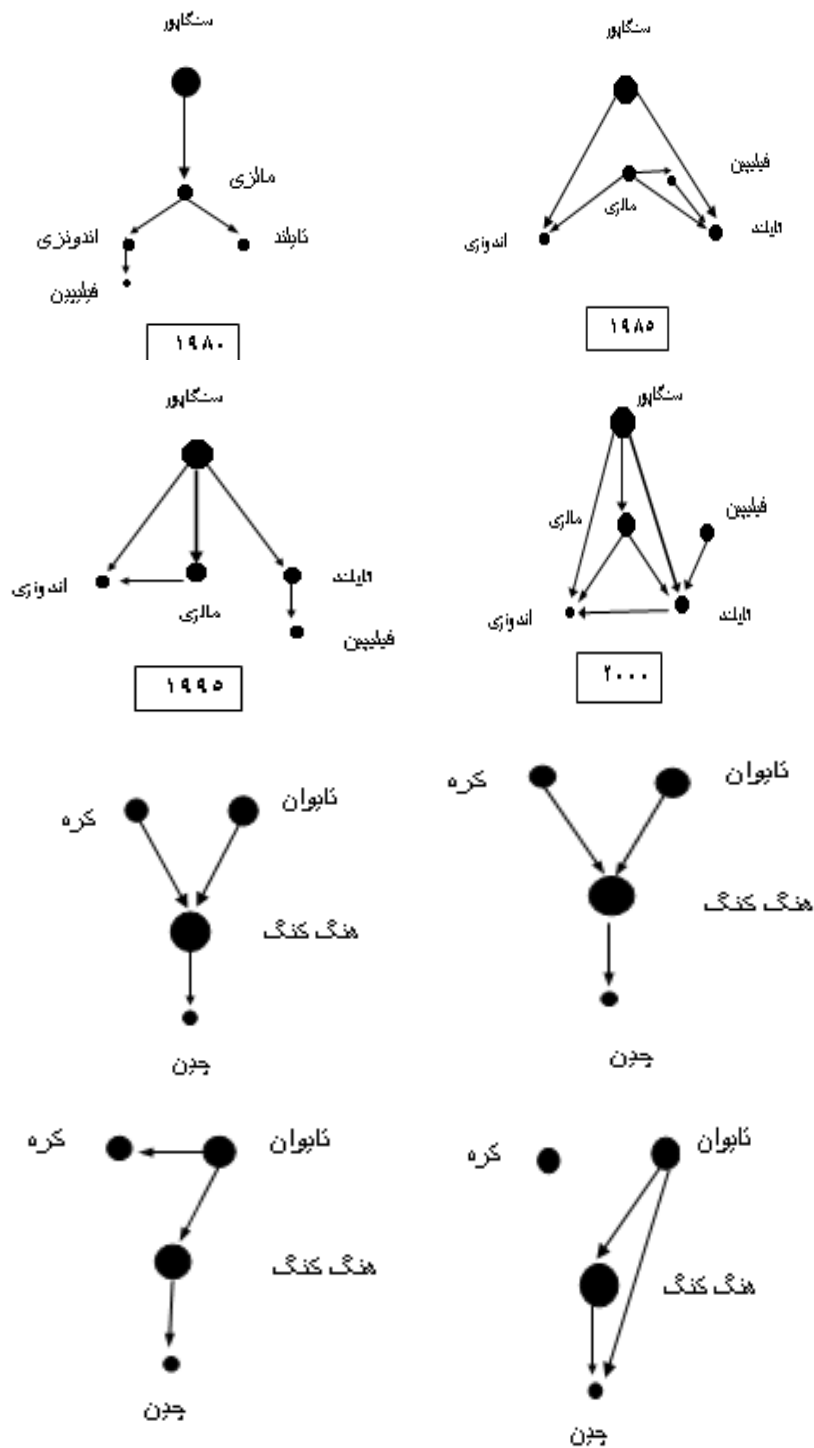 سنگاپور
مالزی
اندونزی
تایلند
فیلیپین
۱۹۸۰
سنگاپور
فیلیپین
مالزی
اندونزی
تایلند
۱۹۸۵
سنگاپور
اندونزی
تایلند
مالزی
فیلیپین
۱۹۹۵
سنگاپور
مالزی
فیلیپین
اندونزی
تایلند
۲۰۰۰
کره
تایوان
هنگ کنگ
چین
کره
تایوان
هنگ کنگ
چین
کره
تایوان
هنگ کنگ
چین
کره
تایوان
هنگ کنگ
چین